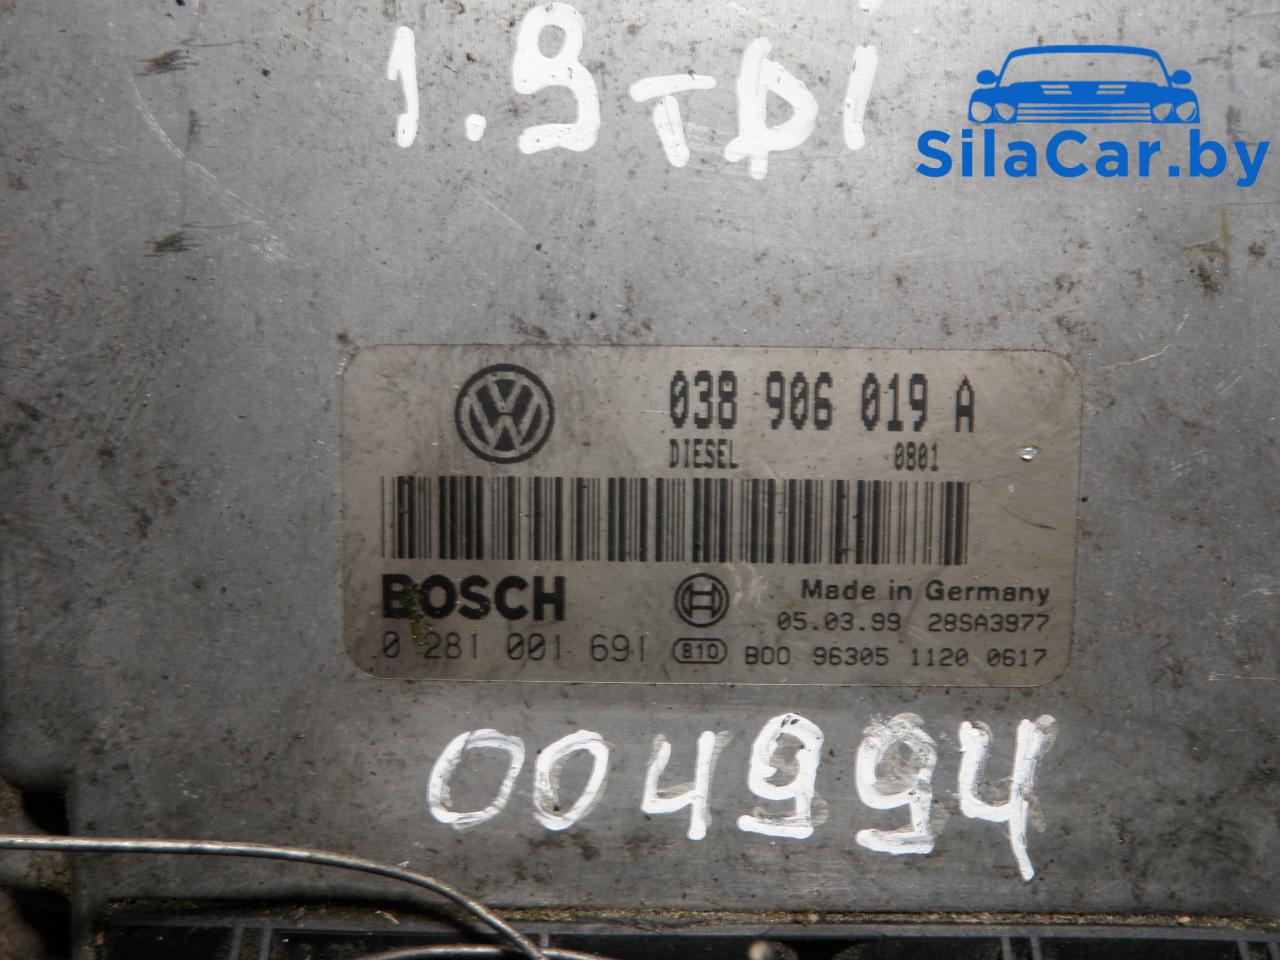 1.9 TDI
SilaCar.by
038 906 019 A
DIESEL 0801
BOSCH
Made in Germany
05.03.99 28SA3977
0 281 001 691 810 B00 96305 1120 0617
004994